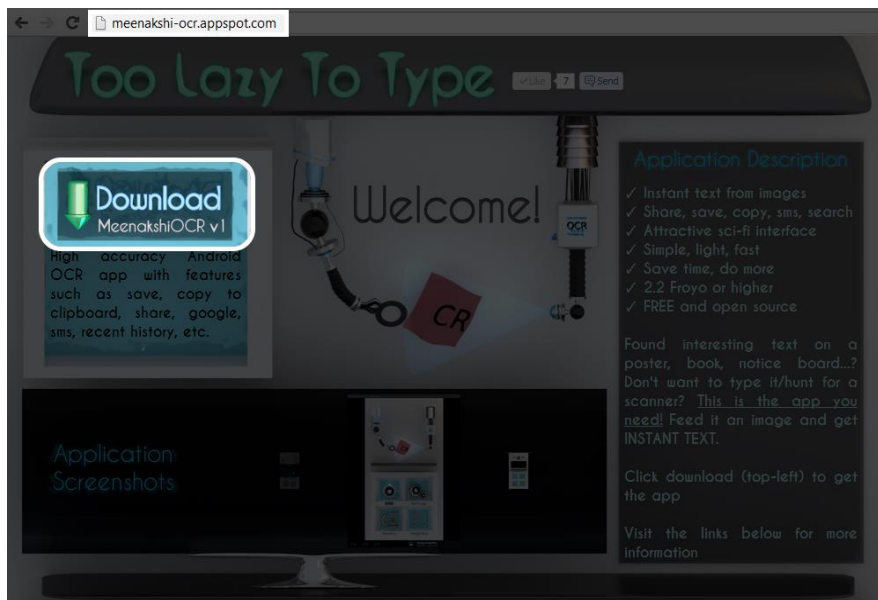 meenakshi-ocr.appspot.com
Too Lazy To Type
Like
7
Send
Download
MeenakshiOCR v1
High accuracy Android
OCR app with features
such as save, copy to
clipboard, share, google,
sms, recent history, etc.
Welcome!
OCR
CR
Application Description
✓ Instant text from images
✓ Share, save, copy, sms, search
✓ Attractive sci-fi interface
✓ Simple, light, fast
✓ Save time, do more
✓ 2.2 Froyo or higher
✓ FREE and open source
Found interesting text on a
poster, book, notice board...?
Don't want to type it/hunt for a
scanner? This is the app you
need! Feed it an image and get
INSTANT TEXT.
Click download (top-left) to get
the app
Visit the links below for more
information
Application
Screenshots